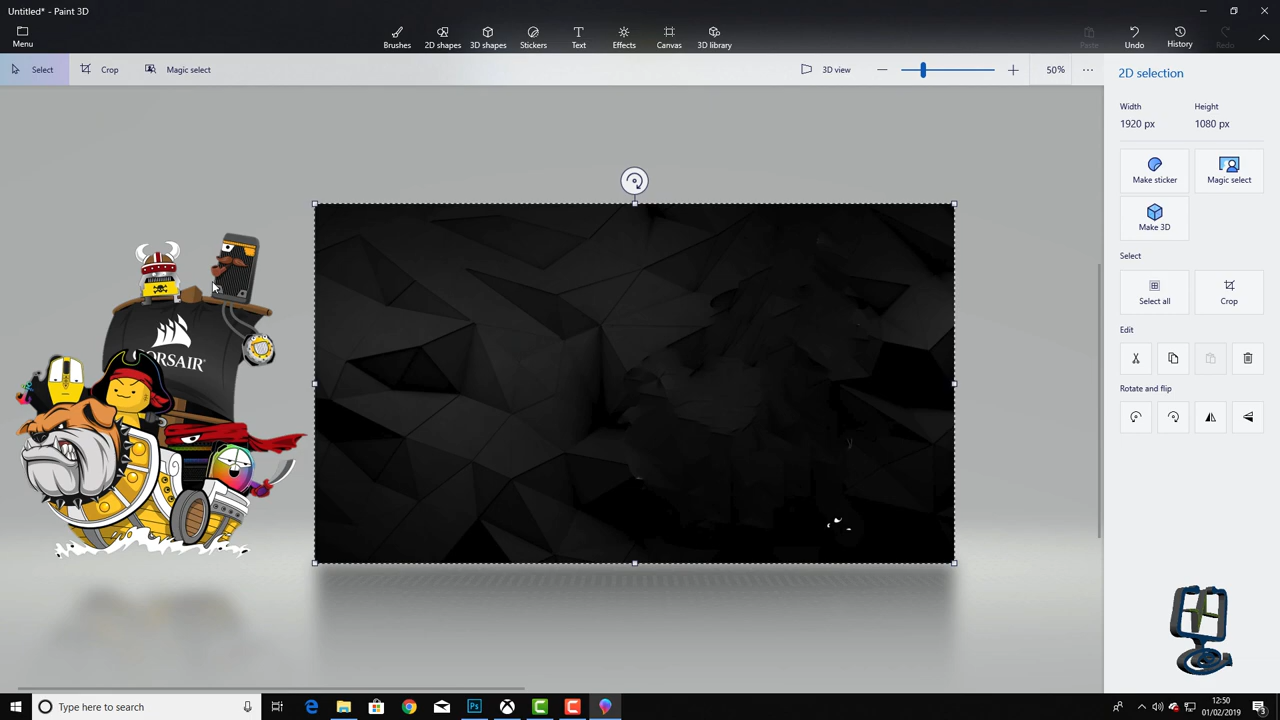 Untitled* - Paint 3D
Menu
Brushes
2D shapes
3D shapes
Stickers
Text
Effects
Canvas
3D library
Paste
Undo
History
Redo
Select
Crop
Magic select
3D view
50%
2D selection
Width
Height
1920 px
1080 px
Make sticker
Magic select
Make 3D
Select
Select all
Crop
Edit
Rotate and flip
CORSAIR
Type here to search
Ps
12:50
01/02/2019
3